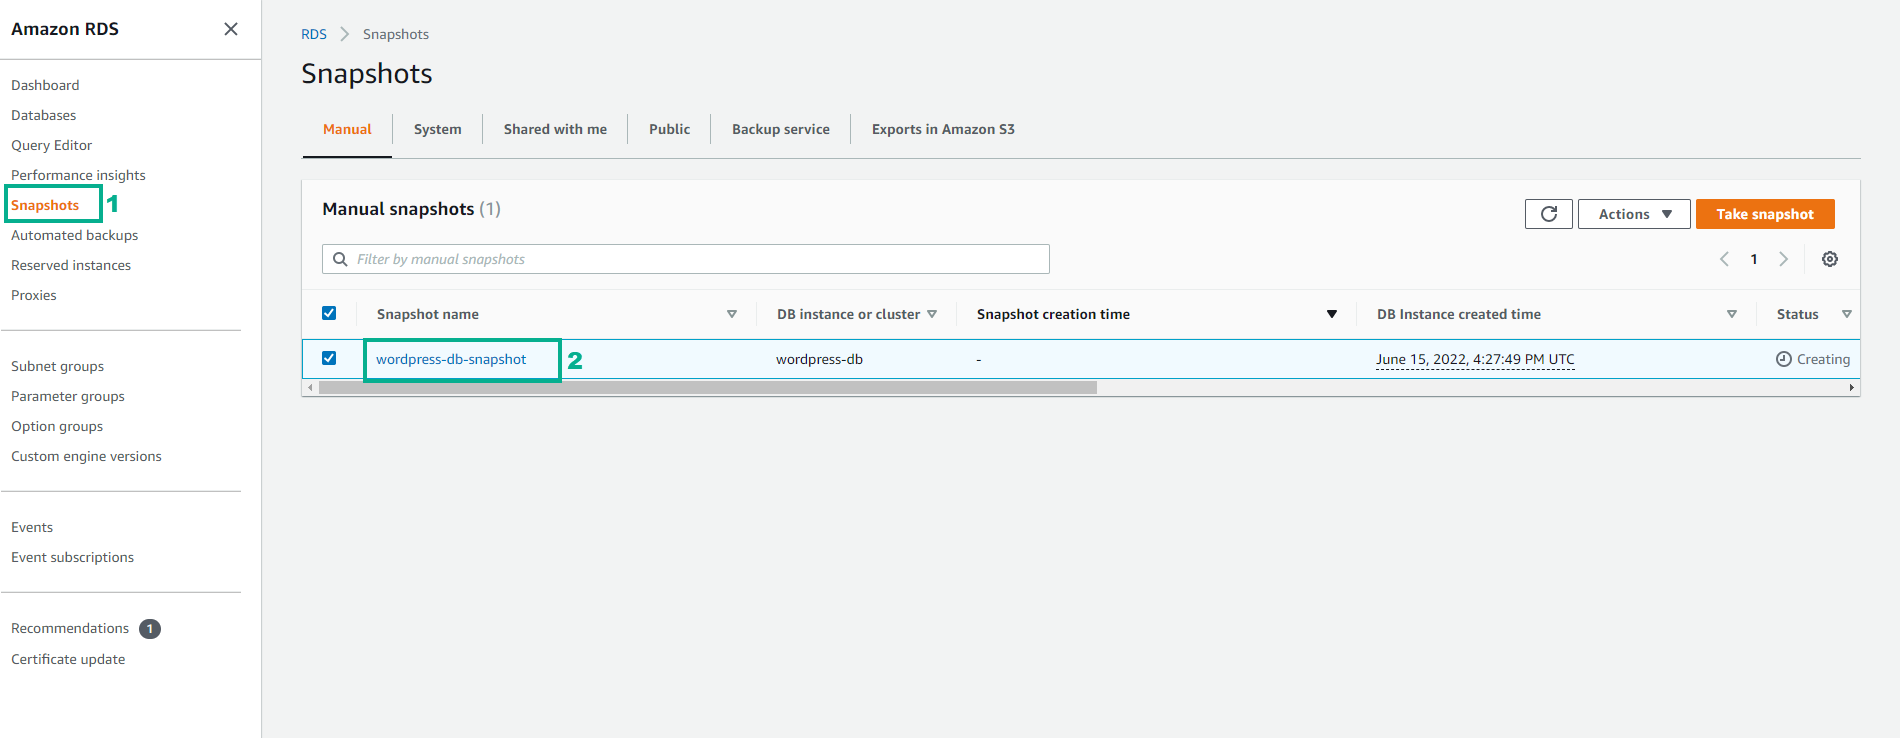 Amazon RDS
Dashboard
Databases
Query Editor
Performance insights
Snapshots 1
Automated backups
Reserved instances
Proxies
Subnet groups
Parameter groups
Option groups
Custom engine versions
Events
Event subscriptions
Recommendations 1
Certificate update
RDS Snapshots
Snapshots
Manual System Shared with me Public Backup service Exports in Amazon S3
Manual snapshots (1) Actions Take snapshot
Filter by manual snapshots 1
Snapshot name DB instance or cluster Snapshot creation time DB Instance created time Status
wordpress-db-snapshot 2 wordpress-db - June 15, 2022, 4:27:49 PM UTC Creating